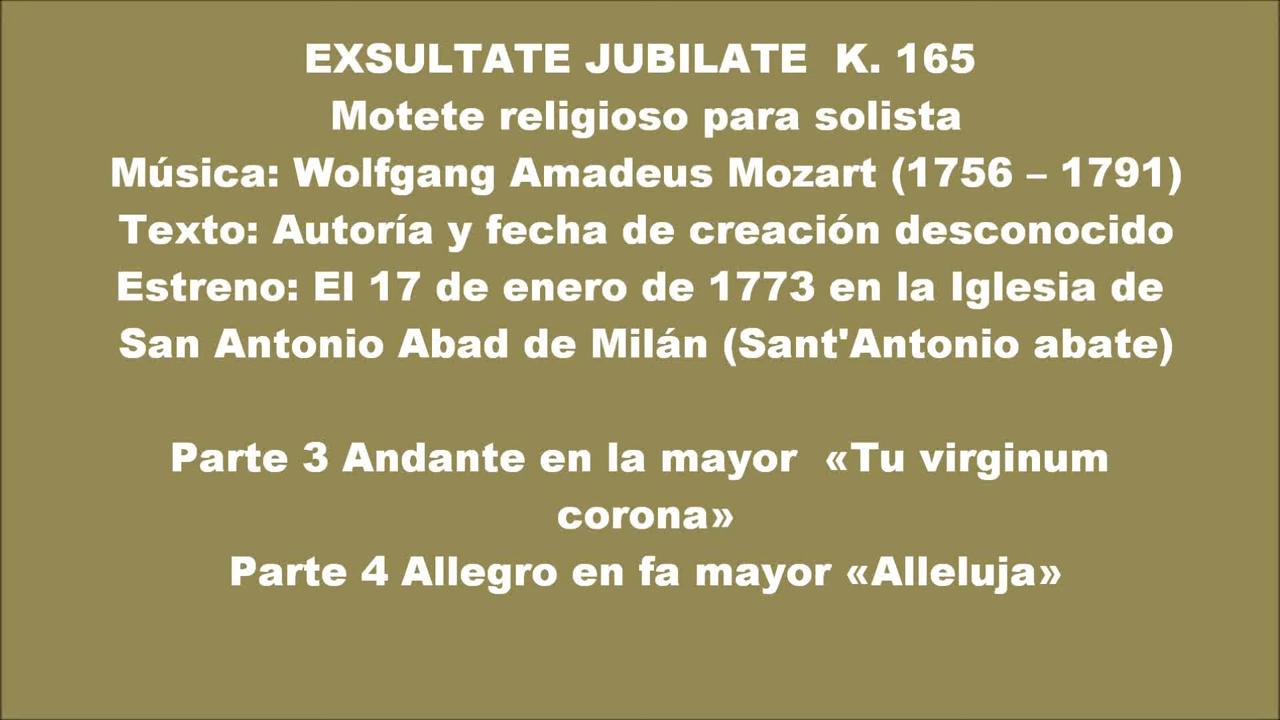 EXSULTATE JUBILATE K. 165
Motete religioso para solista
Música: Wolfgang Amadeus Mozart (1756 – 1791)
Texto: Autoría y fecha de creación desconocido
Estreno: El 17 de enero de 1773 en la Iglesia de
San Antonio Abad de Milán (Sant'Antonio abate)
Parte 3 Andante en la mayor «Tu virginum
corona»
Parte 4 Allegro en fa mayor «Alleluja»